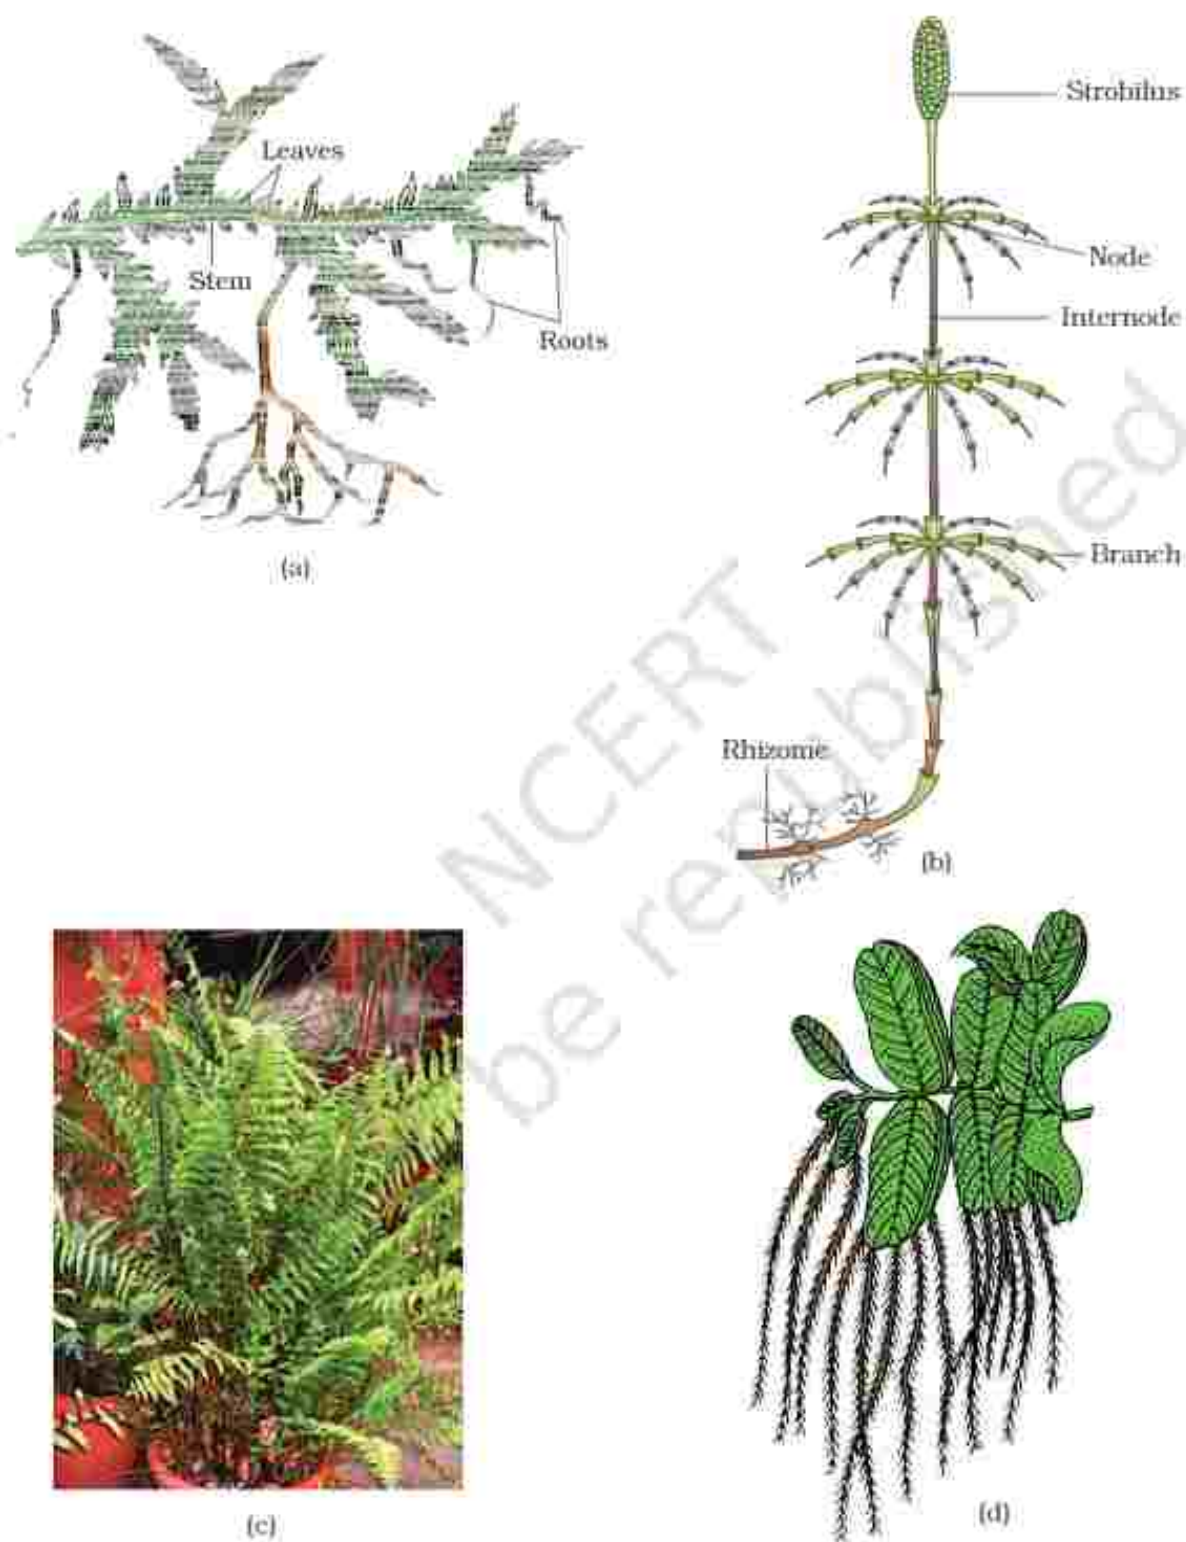 Leaves
Stem
Roots
(a)
Strobilus
Node
Internode
Branch
Rhizome
(b)
NCERT
be republished
(c)
(d)